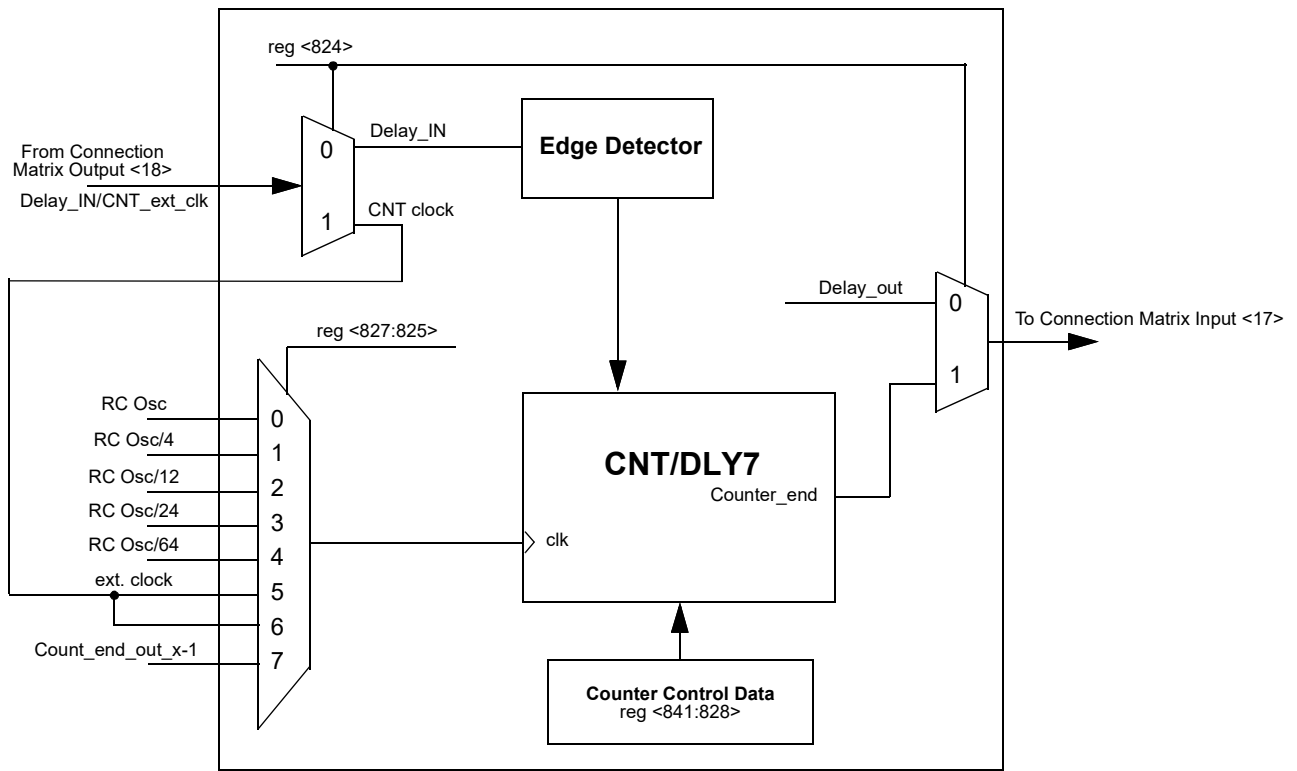 reg <824>
From Connection
Matrix Output <18>
Delay_IN/CNT_ext_clk
0
1
Delay_IN
CNT clock
Edge Detector
Delay_out
0
1
To Connection Matrix Input <17>
reg <827:825>
RC Osc
RC Osc/4
RC Osc/12
RC Osc/24
RC Osc/64
ext. clock
Count_end_out_x-1
0
1
2
3
4
5
6
7
CNT/DLY7
Counter_end
clk
Counter Control Data
reg <841:828>